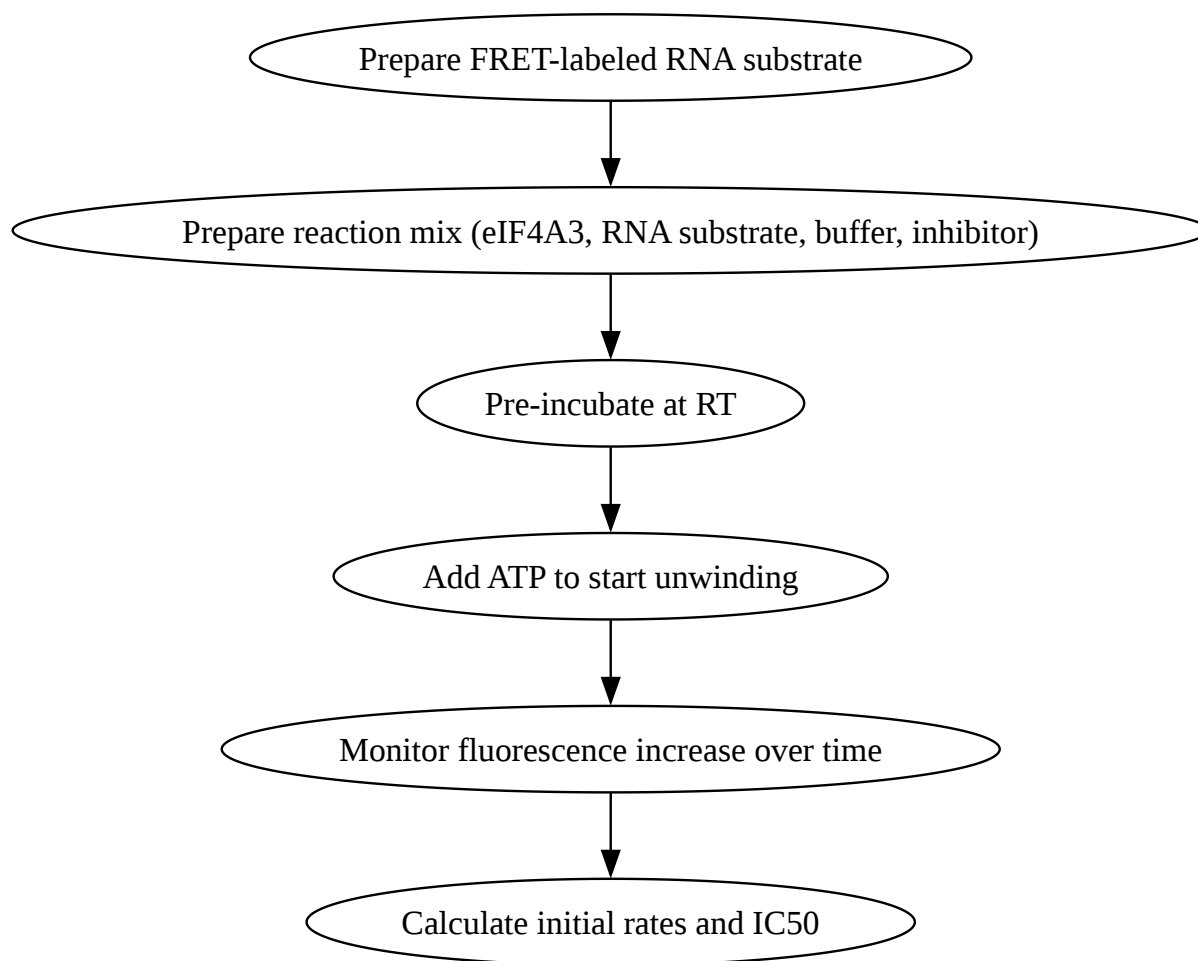 Prepare FRET-labeled RNA substrate
Prepare reaction mix (eIF4A3, RNA substrate, buffer, inhibitor)
Pre-incubate at RT
Add ATP to start unwinding
Monitor fluorescence increase over time
Calculate initial rates and IC50